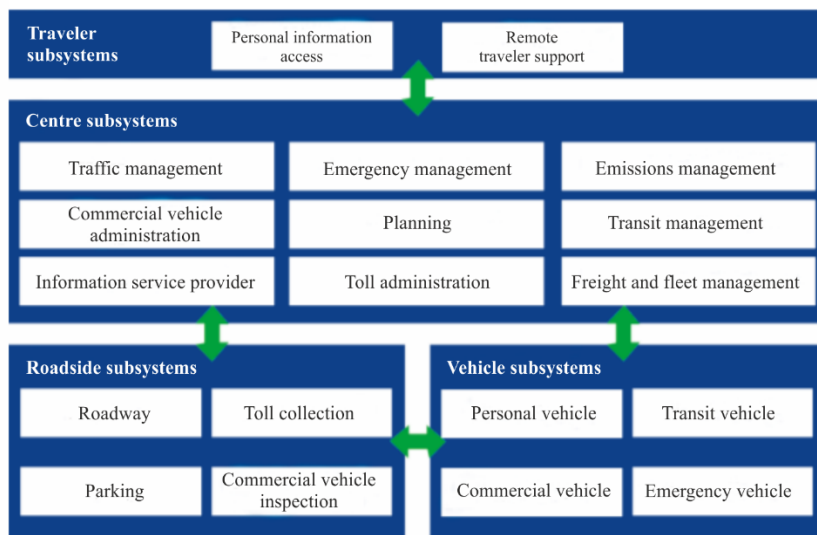 Traveler
subsystems
Personal information
access
Remote
traveler support
Centre subsystems
Traffic management
Emergency management
Emissions management
Commercial vehicle
administration
Planning
Transit management
Information service provider
Toll administration
Freight and fleet management
Roadside subsystems
Roadway
Toll collection
Parking
Commercial vehicle
inspection
Vehicle subsystems
Personal vehicle
Transit vehicle
Commercial vehicle
Emergency vehicle